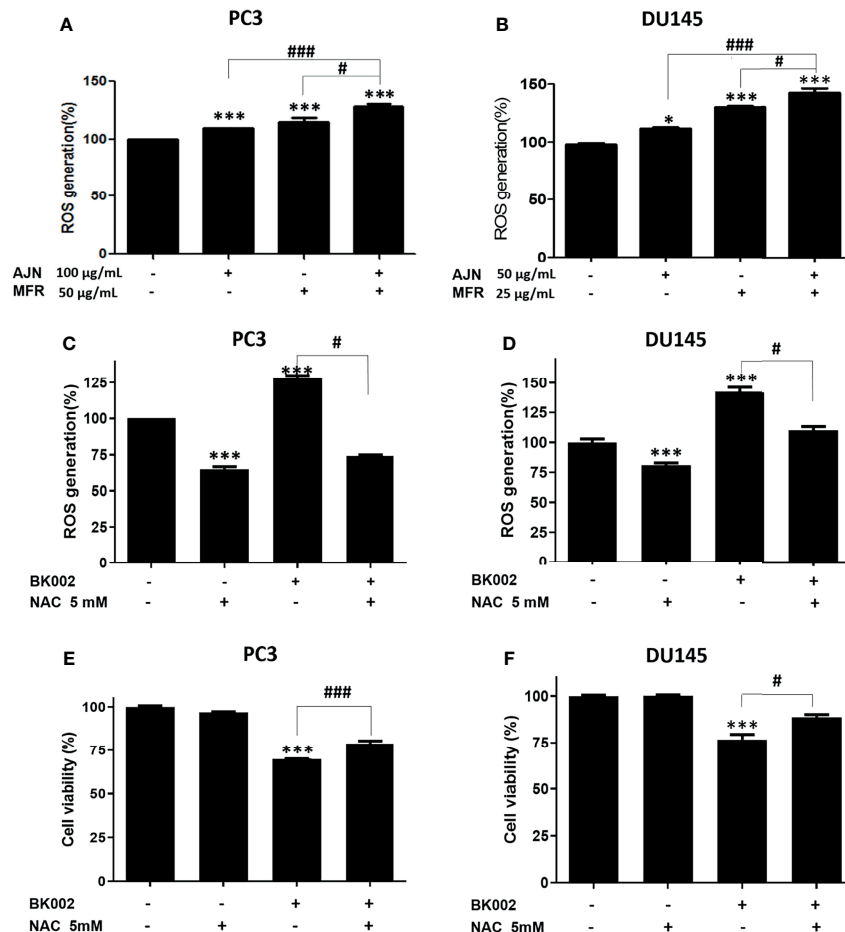 A PC3
###
#
*** *** ***
150
100
50
0
ROS generation(%)
AJN 100 µg/mL - + - +
MFR 50 µg/mL - - + +
B DU145
###
#
* *** ***
150
100
50
0
ROS generation(%)
AJN 50 µg/mL - + - +
MFR 25 µg/mL - - + +
C PC3
#
*** ***
125
100
75
50
25
0
ROS generation(%)
BK002 - - + +
NAC 5 mM - + - +
D DU145
#
*** ***
150
125
100
75
50
25
0
ROS generation(%)
BK002 - - + +
NAC 5 mM - + - +
E PC3
###
***
100
75
50
25
0
Cell viability (%)
BK002 - - + +
NAC 5mM - + - +
F DU145
#
***
100
75
50
25
0
Cell viability (%)
BK002 - - + +
NAC 5mM - + - +